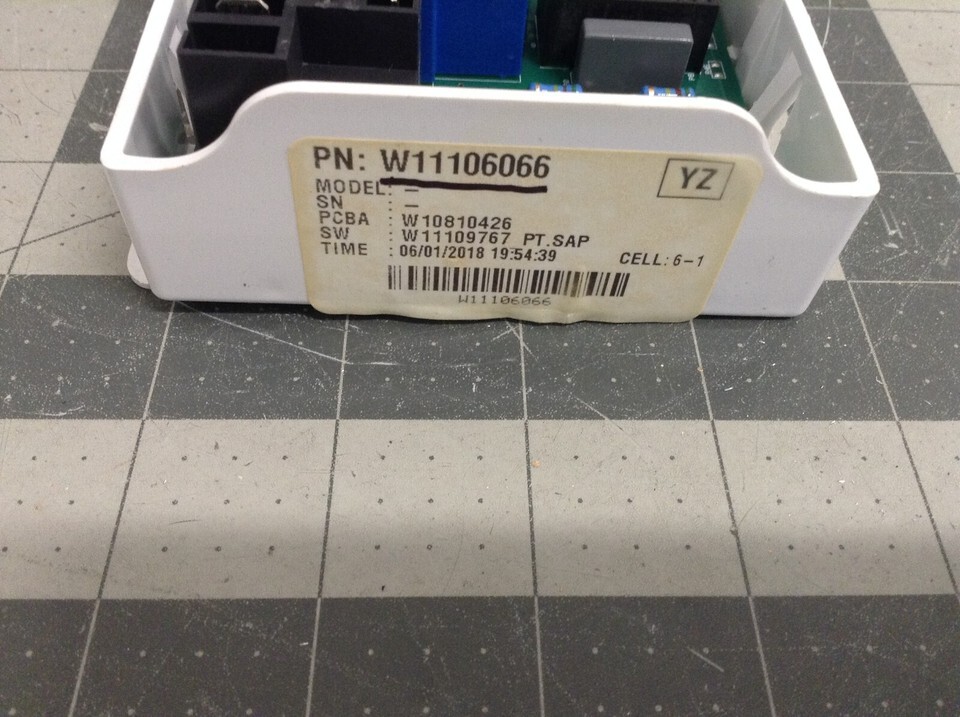 PN: W11106066
YZ
MODEL: –
SN : –
PCBA : W10810426
SW : W11109767 PT.SAP
TIME : 06/01/2018 19:54:39
CELL: 6-1
W11106066